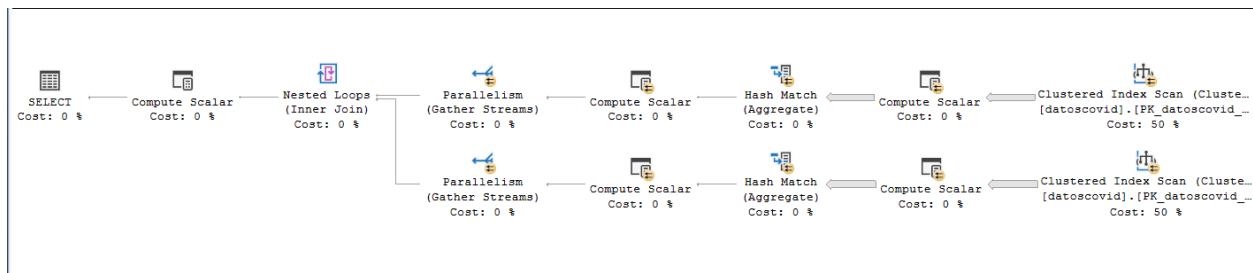 SELECT
Cost: 0 %
Compute Scalar
Cost: 0 %
Nested Loops
(Inner Join)
Cost: 0 %
Parallelism
(Gather Streams)
Cost: 0 %
Compute Scalar
Cost: 0 %
Hash Match
(Aggregate)
Cost: 0 %
Compute Scalar
Cost: 0 %
Clustered Index Scan (Cluste…
[datoscovid].[PK_datoscovid_…
Cost: 50 %
Parallelism
(Gather Streams)
Cost: 0 %
Compute Scalar
Cost: 0 %
Hash Match
(Aggregate)
Cost: 0 %
Compute Scalar
Cost: 0 %
Clustered Index Scan (Cluste…
[datoscovid].[PK_datoscovid_…
Cost: 50 %